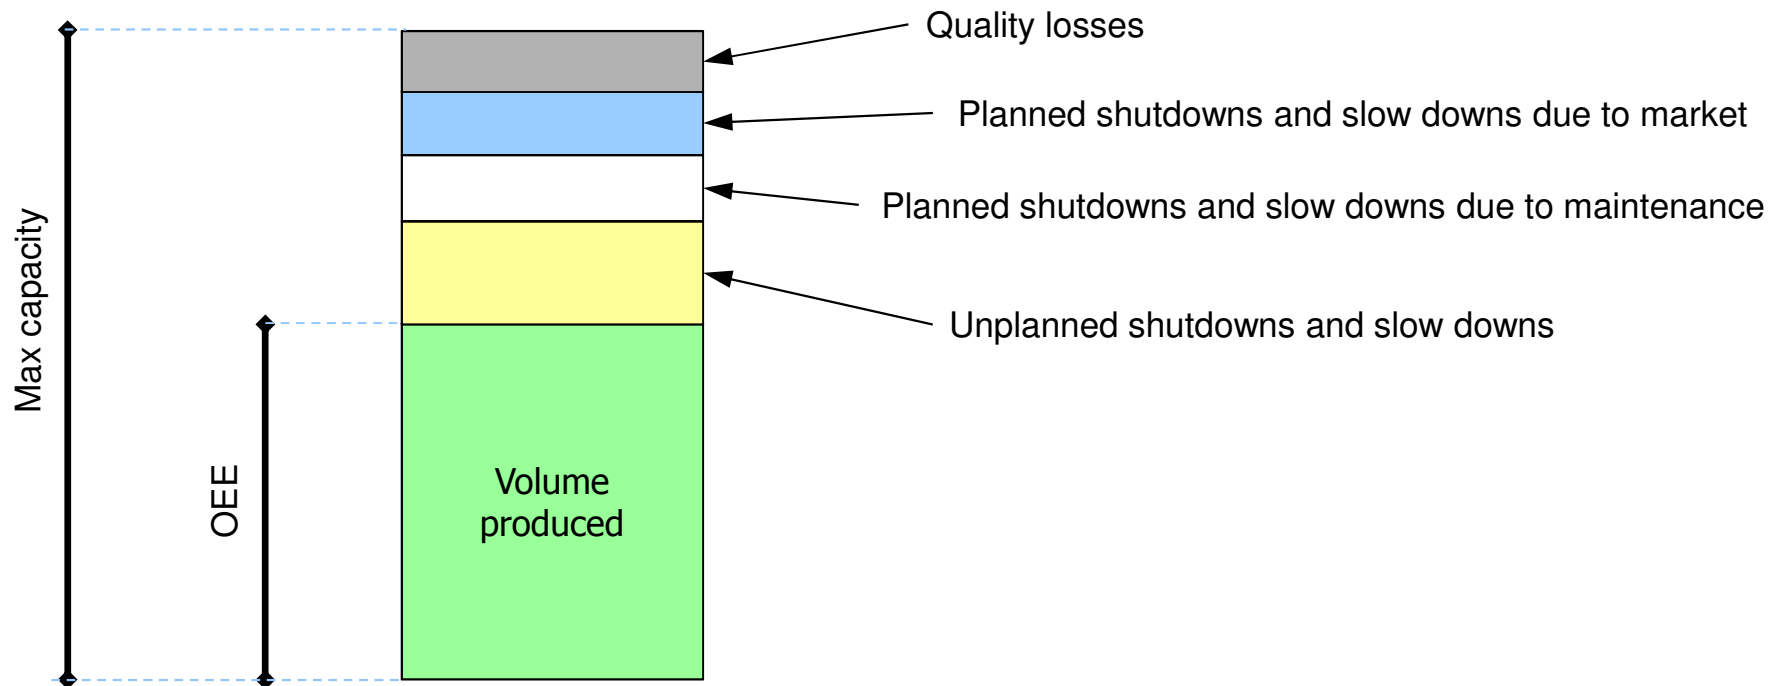 Quality losses
Planned shutdowns and slow downs due to market
Planned shutdowns and slow downs due to maintenance
Unplanned shutdowns and slow downs
Max capacity
OEE
Volume
produced